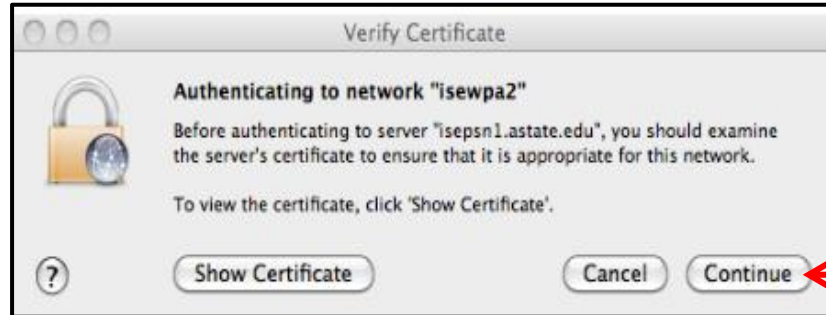 Verify Certificate
Authenticating to network "isewpa2"
Before authenticating to server "isepsn1.astate.edu", you should examine
the server's certificate to ensure that it is appropriate for this network.
To view the certificate, click 'Show Certificate'.
? Show Certificate Cancel Continue